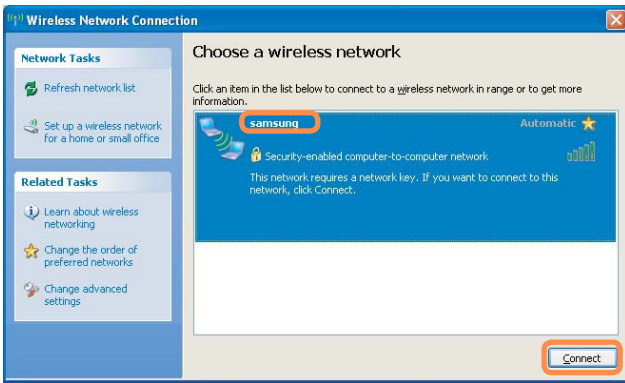 Wireless Network Connection
Network Tasks
Refresh network list
Set up a wireless network
for a home or small office
Related Tasks
Learn about wireless
networking
Change the order of
preferred networks
Change advanced
settings
Choose a wireless network
Click an item in the list below to connect to a wireless network in range or to get more
information.
samsung
Automatic
Security-enabled computer-to-computer network
This network requires a network key. If you want to connect to this
network, click Connect.
Connect